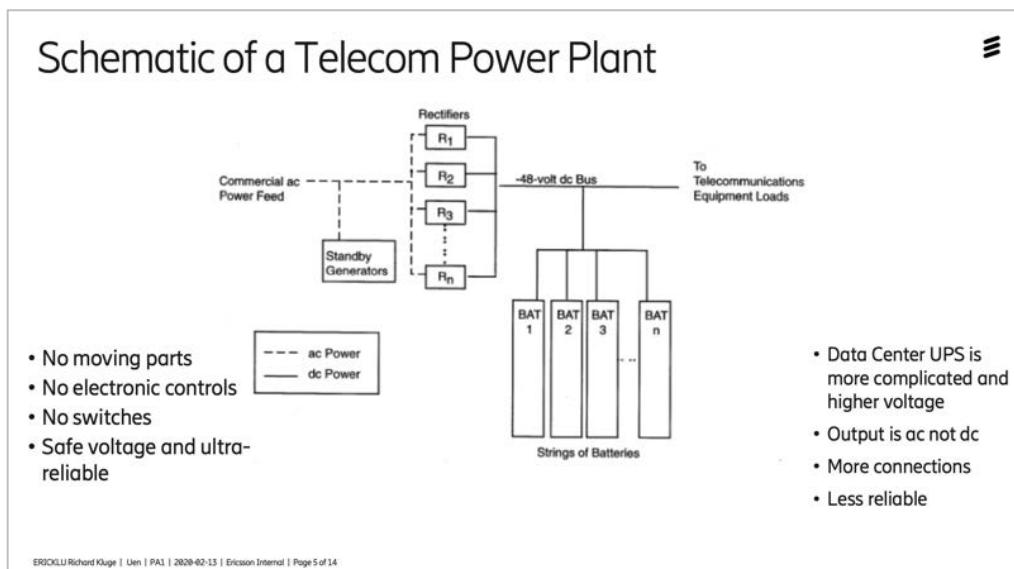 Schematic of a Telecom Power Plant
Rectifiers
R1
R2
R3
Rn
Commercial ac
Power Feed
Standby
Generators
-48-volt dc Bus
To
Telecommunications
Equipment Loads
BAT
1
BAT
2
BAT
3
BAT
n
Strings of Batteries
ac Power
dc Power
• No moving parts
• No electronic controls
• No switches
• Safe voltage and ultra-
reliable
• Data Center UPS is
more complicated and
higher voltage
• Output is ac not dc
• More connections
• Less reliable
ERICKLU Richard Kluge | Uen | PA1 | 2020-02-13 | Ericsson Internal | Page 5 of 14